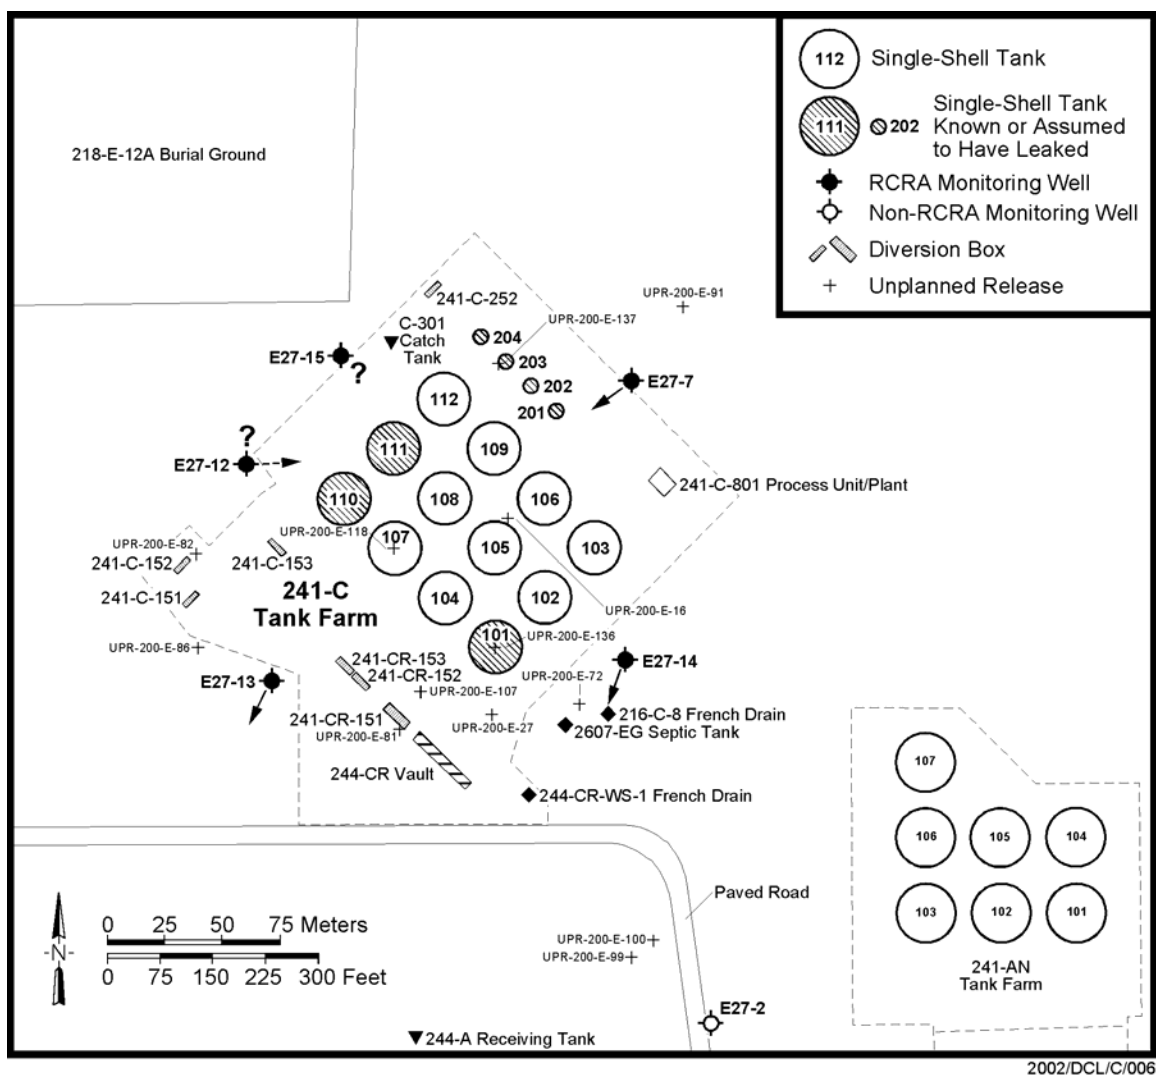 112
Single-Shell Tank
111
202
Single-Shell Tank
Known or Assumed
to Have Leaked
RCRA Monitoring Well
Non-RCRA Monitoring Well
Diversion Box
Unplanned Release
218-E-12A Burial Ground
241-C-252
UPR-200-E-91
UPR-200-E-137
C-301
Catch
Tank
204
E27-15
?
203
202
E27-7
112
201
?
111
109
E27-12
241-C-801 Process Unit/Plant
110
108
106
UPR-200-E-118
107
UPR-200-E-82
105
103
241-C-152
241-C-153
241-C
Tank Farm
241-C-151
104
102
UPR-200-E-16
101
UPR-200-E-136
UPR-200-E-86
241-CR-153
E27-14
241-CR-152
UPR-200-E-72
E27-13
UPR-200-E-107
241-CR-151
216-C-8 French Drain
UPR-200-E-27
2607-EG Septic Tank
UPR-200-E-81
244-CR Vault
244-CR-WS-1 French Drain
107
106
105
104
103
102
101
241-AN
Tank Farm
Paved Road
0 25 50 75 Meters
0 75 150 225 300 Feet
-N-
UPR-200-E-100
UPR-200-E-99
E27-2
244-A Receiving Tank
2002/DCL/C/006